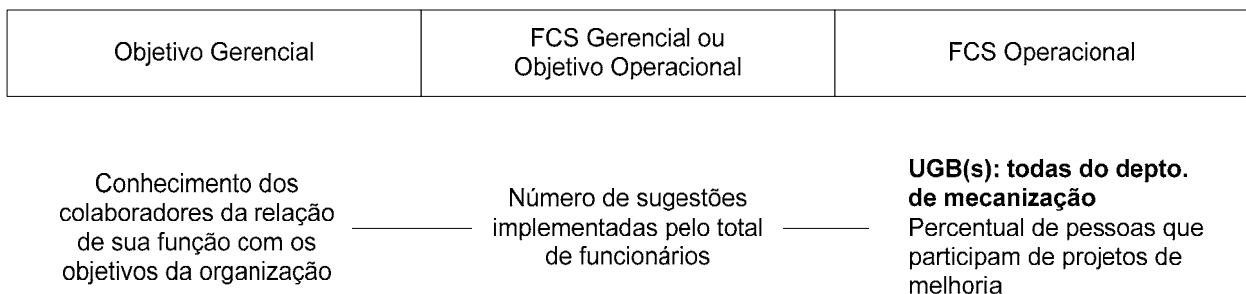 Objetivo Gerencial
FCS Gerencial ou
Objetivo Operacional
FCS Operacional
Conhecimento dos
colaboradores da relação
de sua função com os
objetivos da organização
Número de sugestões
implementadas pelo total
de funcionários
UGB(s): todas do depto.
de mecanização
Percentual de pessoas que
participam de projetos de
melhoria